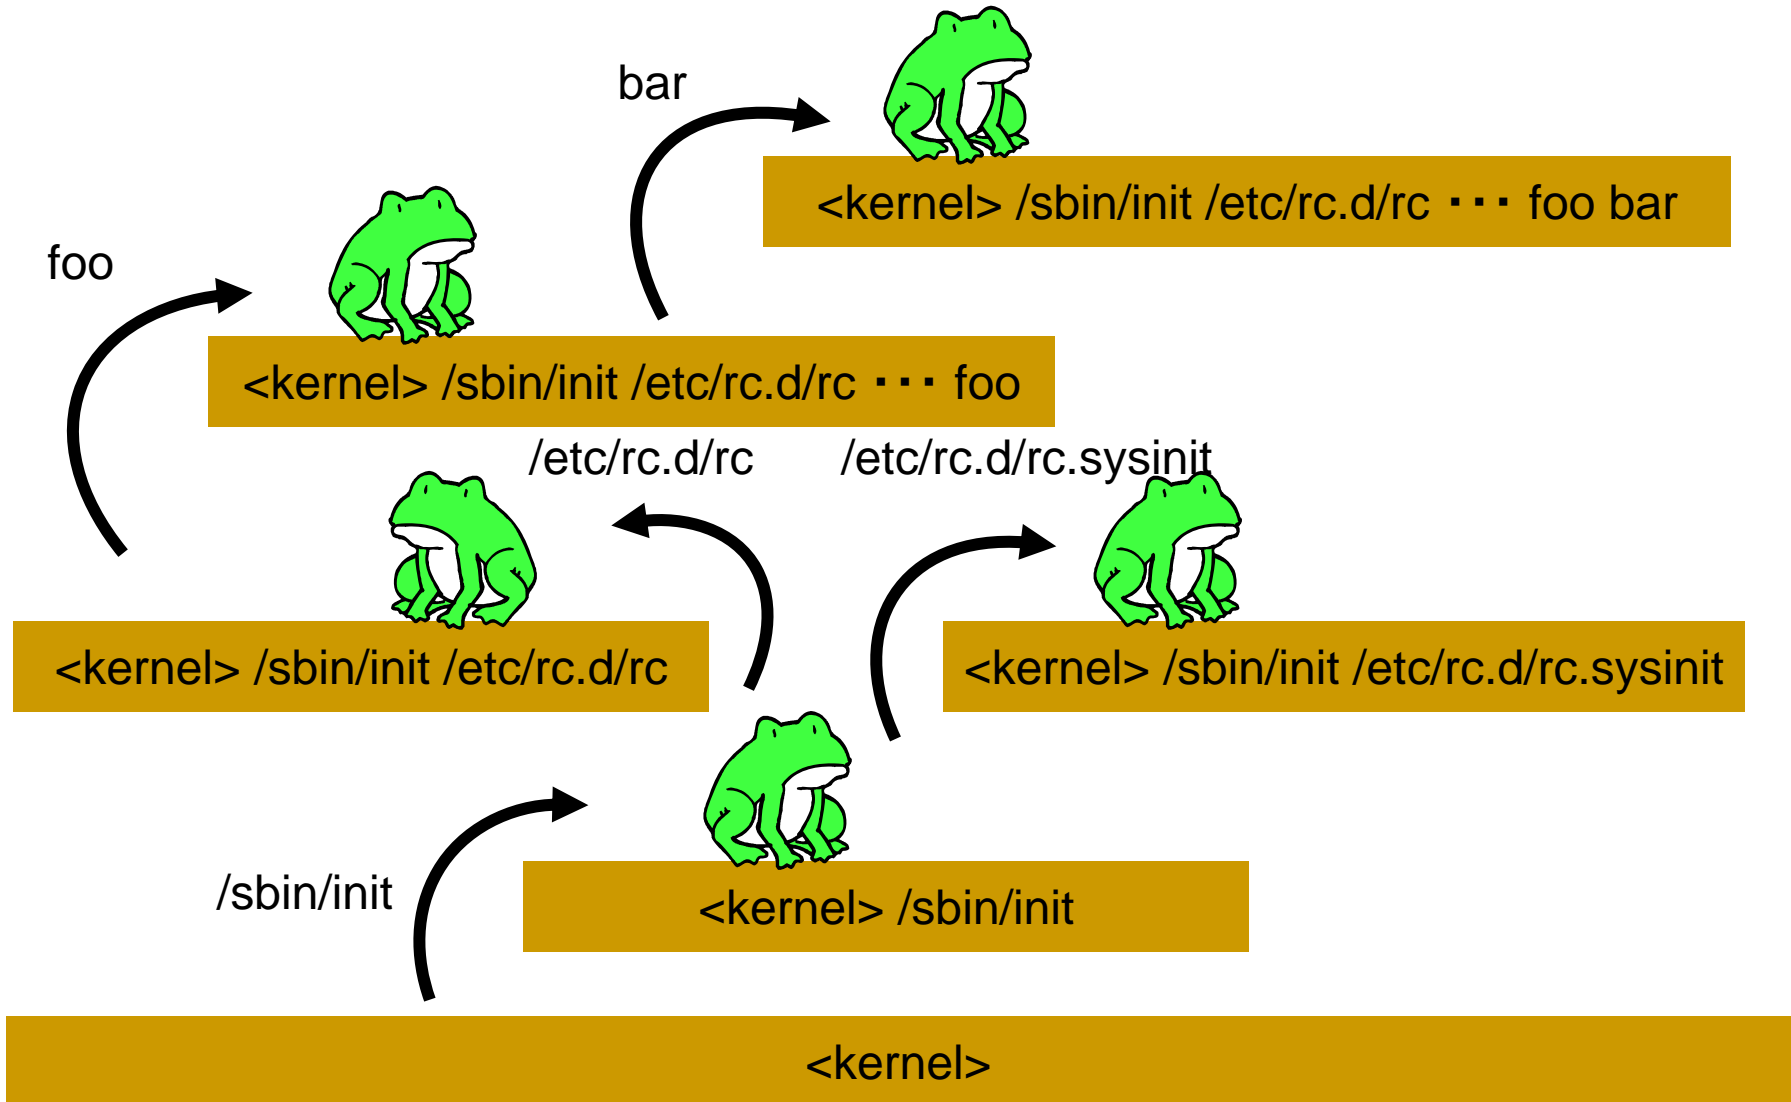 bar
<kernel> /sbin/init /etc/rc.d/rc ・・・ foo bar
foo
<kernel> /sbin/init /etc/rc.d/rc ・・・ foo
/etc/rc.d/rc
/etc/rc.d/rc.sysinit
<kernel> /sbin/init /etc/rc.d/rc
<kernel> /sbin/init /etc/rc.d/rc.sysinit
/sbin/init
<kernel> /sbin/init
<kernel>